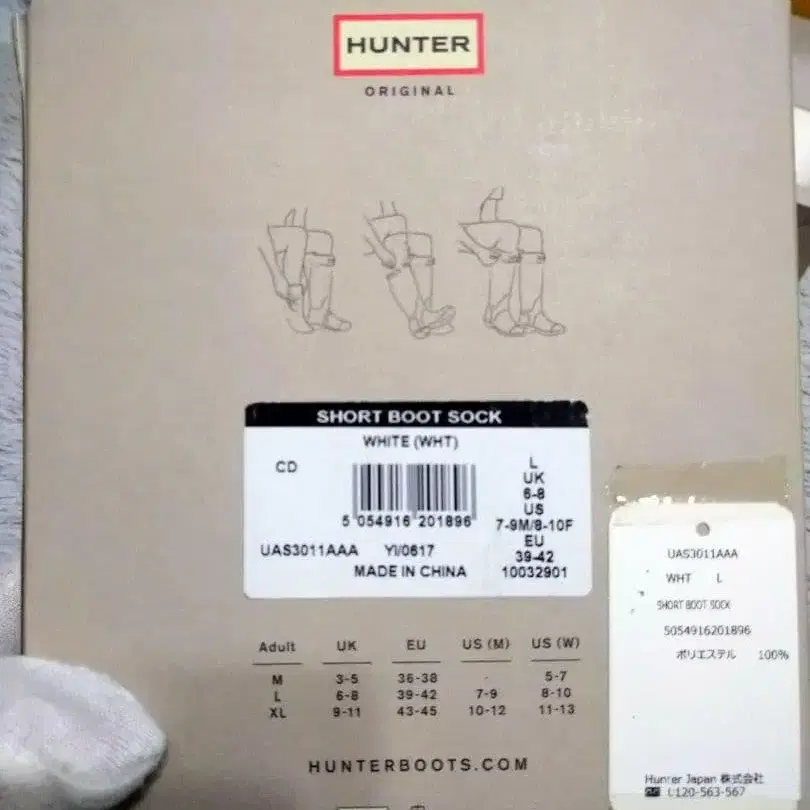 HUNTER
ORIGINAL
SHORT BOOT SOCK
WHITE (WHT)
CD
5 054916 201896
UAS3011AAA YI/0617
MADE IN CHINA
L
UK
6-8
US
7-9M/8-10F
EU
39-42
10032901
Adult UK EU US (M) US (W)
M 3-5 36-38 - 5-7
L 6-8 39-42 7-9 8-10
XL 9-11 43-45 10-12 11-13
HUNTERBOOTS.COM
UAS3011AAA
WHT L
SHORT BOOT SOCK
5054916201896
ポリエステル 100%
Hunter Japan 株式会社
120-563-567